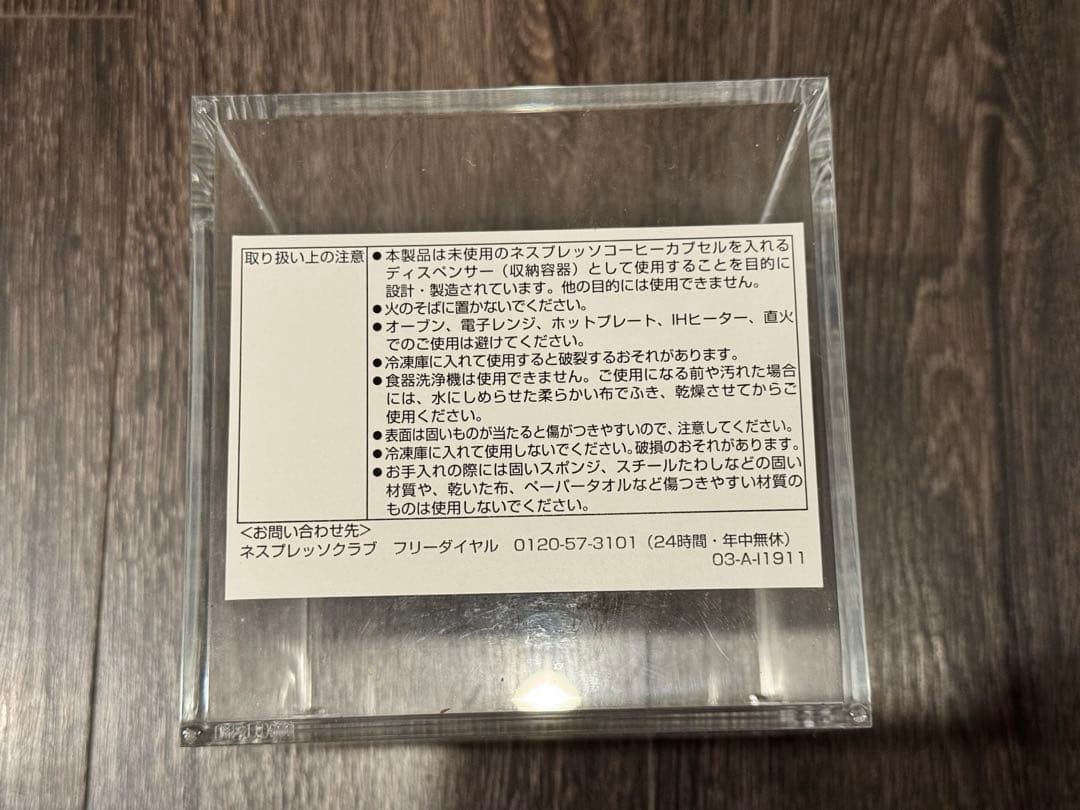 取り扱い上の注意
●本製品は未使用のネスプレッソコーヒーカプセルを入れる
ディスペンサー（収納容器）として使用することを目的に
設計・製造されています。他の目的には使用できません。
●火のそばに置かないでください。
●オーブン、電子レンジ、ホットプレート、IHヒーター、直火
でのご使用は避けてください。
●冷凍庫に入れて使用すると破裂するおそれがあります。
●食器洗浄機は使用できません。ご使用になる前や汚れた場合
には、水にしめらせた柔らかい布でふき、乾燥させてからご
使用ください。
●表面は固いものが当たると傷がつきやすいので、注意してください。
●冷凍庫に入れて使用しないでください。破損のおそれがあります。
●お手入れの際には固いスポンジ、スチールたわしなどの固い
材質や、乾いた布、ペーパータオルなど傷つきやすい材質の
ものは使用しないでください。
＜お問い合わせ先＞
ネスプレッソクラブ　フリーダイヤル　0120-57-3101（24時間・年中無休）
03-A-I1911